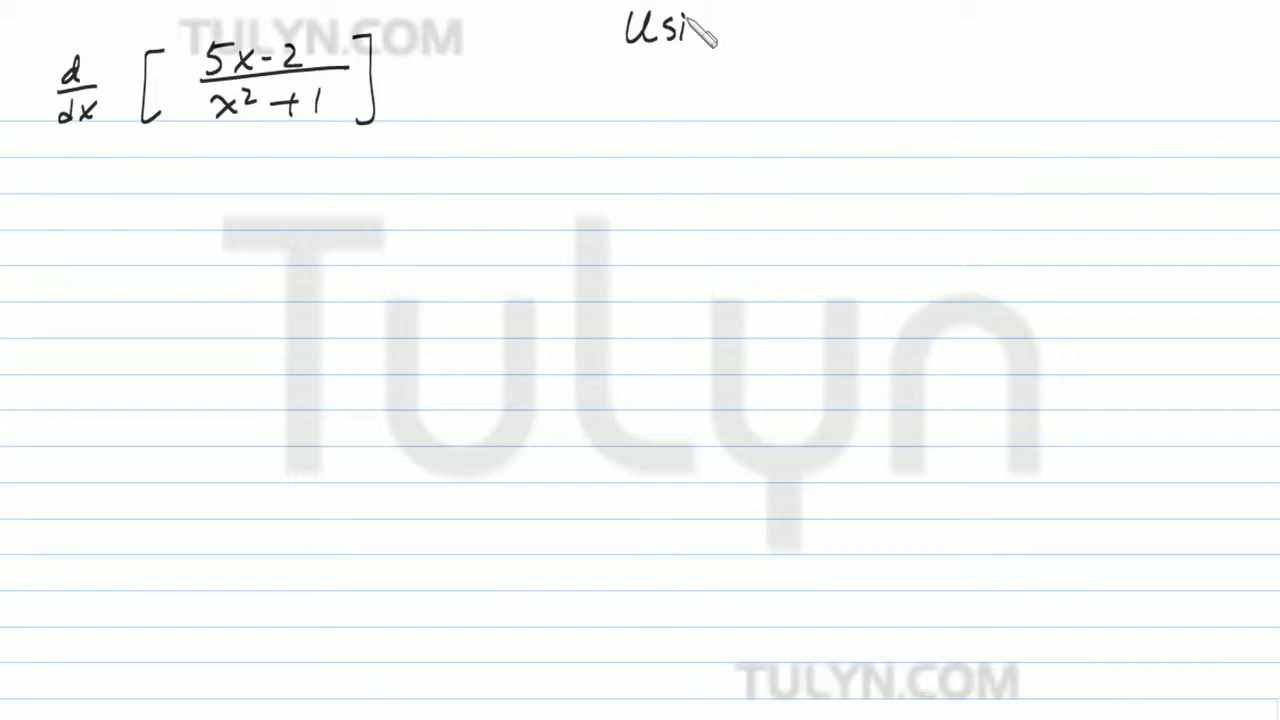 TULYN.COM
Usi
d/dx [ 5x-2 / x² + 1 ]
TuLyn
TULYN.COM